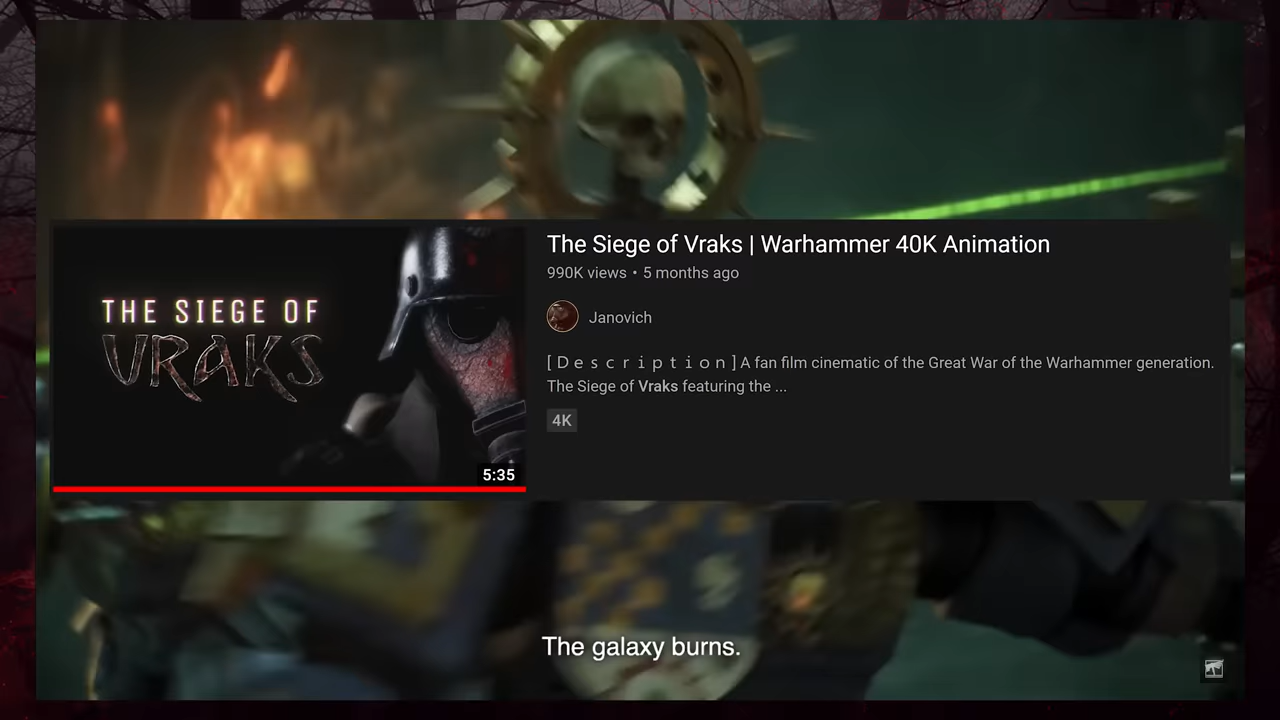 The Siege of Vraks | Warhammer 40K Animation
990K views • 5 months ago
Janovich
[ D e s c r i p t i o n ] A fan film cinematic of the Great War of the Warhammer generation.
The Siege of Vraks featuring the ...
4K
THE SIEGE OF
VRAKS
5:35
The galaxy burns.